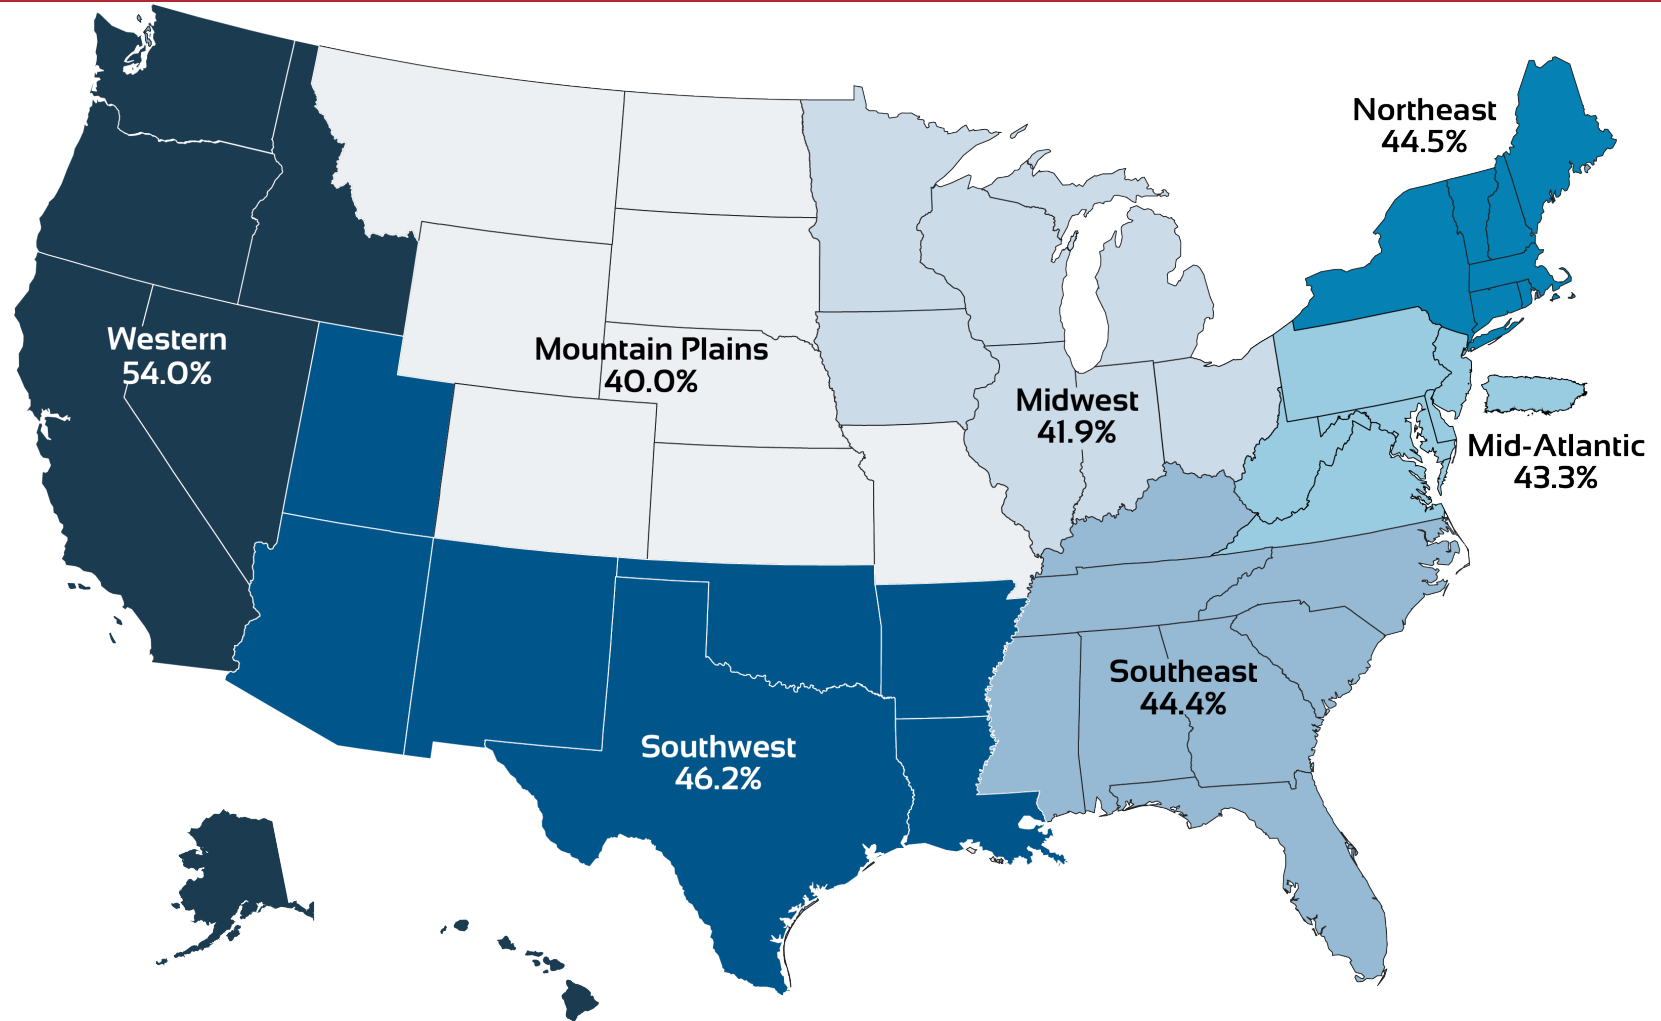 Northeast
44.5%
Western
54.0%
Mountain Plains
40.0%
Midwest
41.9%
Mid-Atlantic
43.3%
Southeast
44.4%
Southwest
46.2%